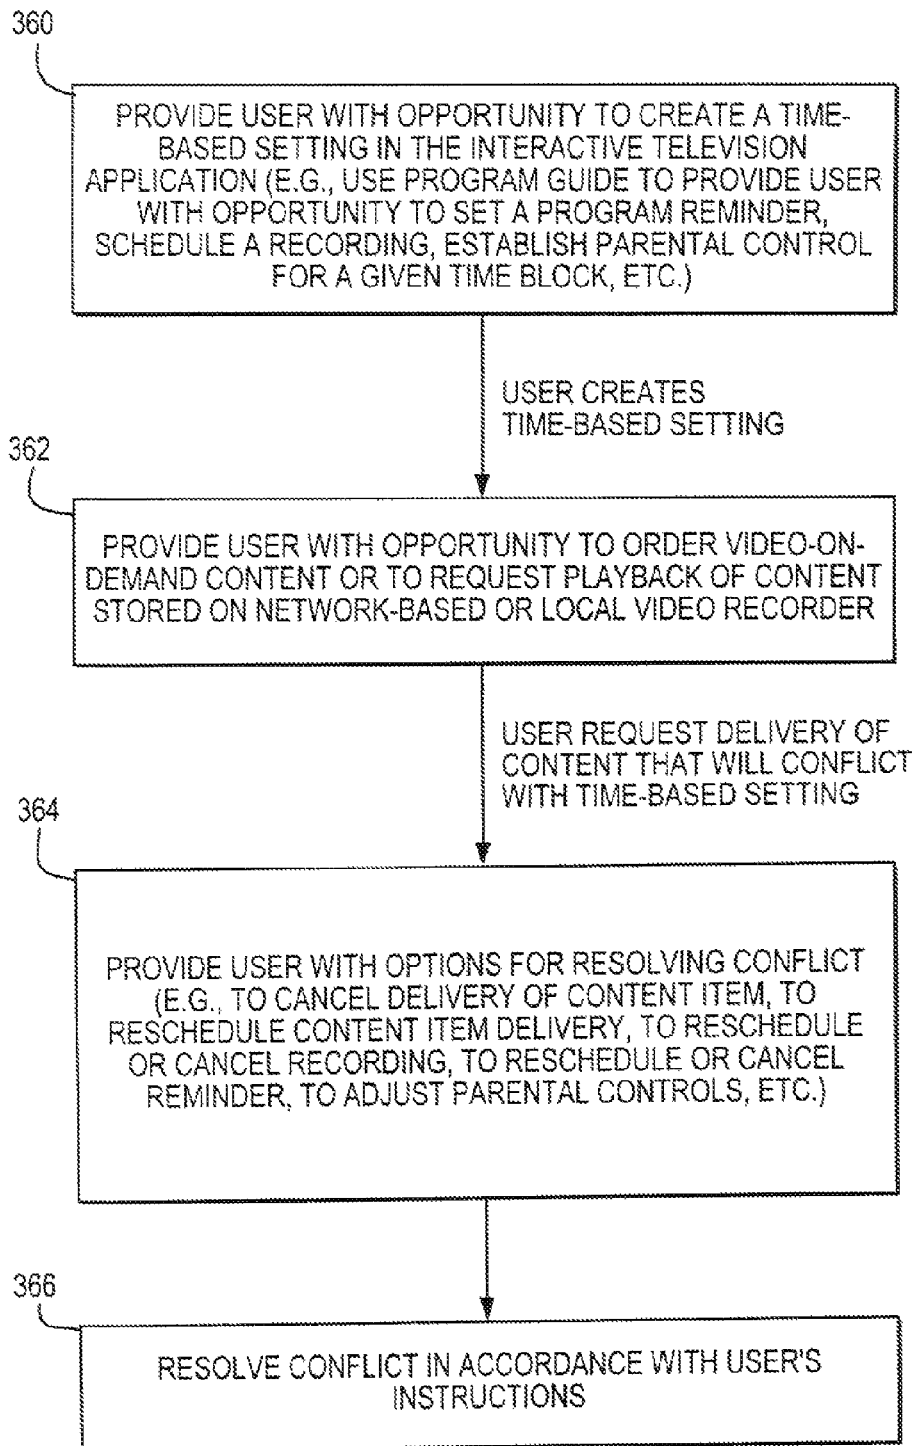 360
PROVIDE USER WITH OPPORTUNITY TO CREATE A TIME-
BASED SETTING IN THE INTERACTIVE TELEVISION
APPLICATION (E.G., USE PROGRAM GUIDE TO PROVIDE USER
WITH OPPORTUNITY TO SET A PROGRAM REMINDER,
SCHEDULE A RECORDING, ESTABLISH PARENTAL CONTROL
FOR A GIVEN TIME BLOCK, ETC.)
USER CREATES
TIME-BASED SETTING
362
PROVIDE USER WITH OPPORTUNITY TO ORDER VIDEO-ON-
DEMAND CONTENT OR TO REQUEST PLAYBACK OF CONTENT
STORED ON NETWORK-BASED OR LOCAL VIDEO RECORDER
USER REQUEST DELIVERY OF
CONTENT THAT WILL CONFLICT
WITH TIME-BASED SETTING
364
PROVIDE USER WITH OPTIONS FOR RESOLVING CONFLICT
(E.G., TO CANCEL DELIVERY OF CONTENT ITEM, TO
RESCHEDULE CONTENT ITEM DELIVERY, TO RESCHEDULE
OR CANCEL RECORDING, TO RESCHEDULE OR CANCEL
REMINDER, TO ADJUST PARENTAL CONTROLS, ETC.)
366
RESOLVE CONFLICT IN ACCORDANCE WITH USER'S
INSTRUCTIONS